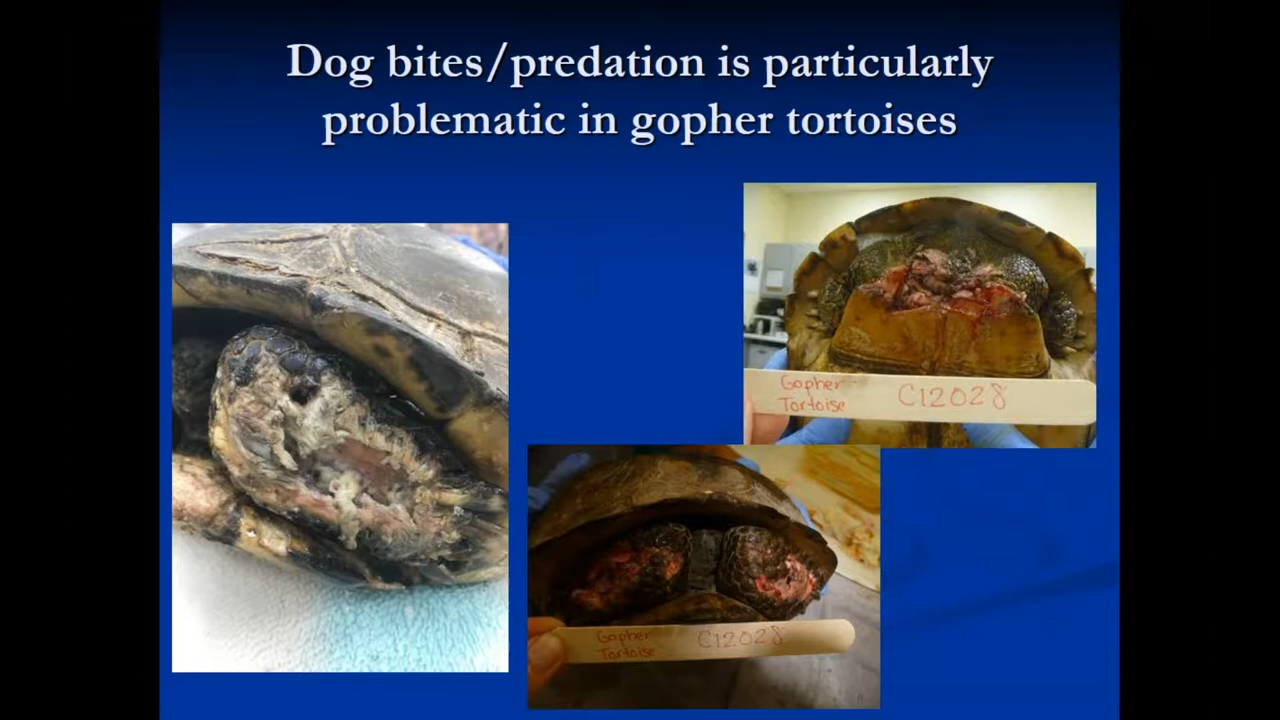 Dog bites/predation is particularly
problematic in gopher tortoises
Gopher
Tortoise
C12028
Gopher
Tortoise
C12028